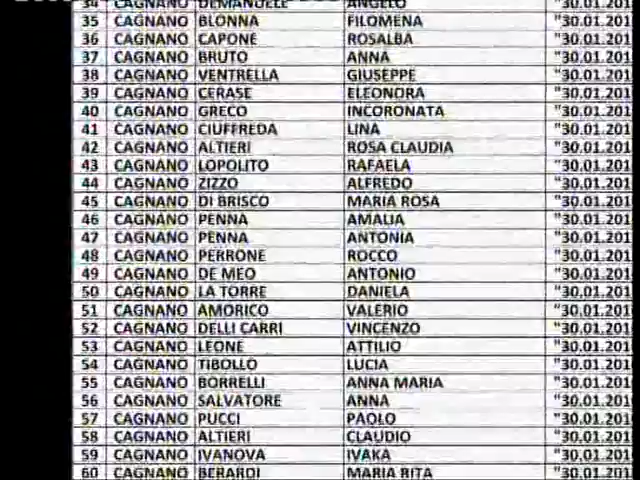 34 CAGNANO DEMANUELE ANGELO "30.01.201
35 CAGNANO BLONNA FILOMENA "30.01.201
36 CAGNANO CAPONE ROSALBA "30.01.201
37 CAGNANO BRUTO ANNA "30.01.201
38 CAGNANO VENTRELLA GIUSEPPE "30.01.201
39 CAGNANO CERASE ELEONORA "30.01.201
40 CAGNANO GRECO INCORONATA "30.01.201
41 CAGNANO CIUFFREDA LINA "30.01.201
42 CAGNANO ALTIERI ROSA CLAUDIA "30.01.201
43 CAGNANO LOPOLITO RAFAELA "30.01.201
44 CAGNANO ZIZZO ALFREDO "30.01.201
45 CAGNANO DI BRISCO MARIA ROSA "30.01.201
46 CAGNANO PENNA AMALIA "30.01.201
47 CAGNANO PENNA ANTONIA "30.01.201
48 CAGNANO PERRONE ROCCO "30.01.201
49 CAGNANO DE MEO ANTONIO "30.01.201
50 CAGNANO LA TORRE DANIELA "30.01.201
51 CAGNANO AMORICO VALERIO "30.01.201
52 CAGNANO DELLI CARRI VINCENZO "30.01.201
53 CAGNANO LEONE ATTILIO "30.01.201
54 CAGNANO TIBOLLO LUCIA "30.01.201
55 CAGNANO BORRELLI ANNA MARIA "30.01.201
56 CAGNANO SALVATORE ANNA "30.01.201
57 CAGNANO PUCCI PAOLO "30.01.201
58 CAGNANO ALTIERI CLAUDIO "30.01.201
59 CAGNANO IVANOVA IVAKA "30.01.201
60 CAGNANO BERARDI MARIA RITA "30.01.201